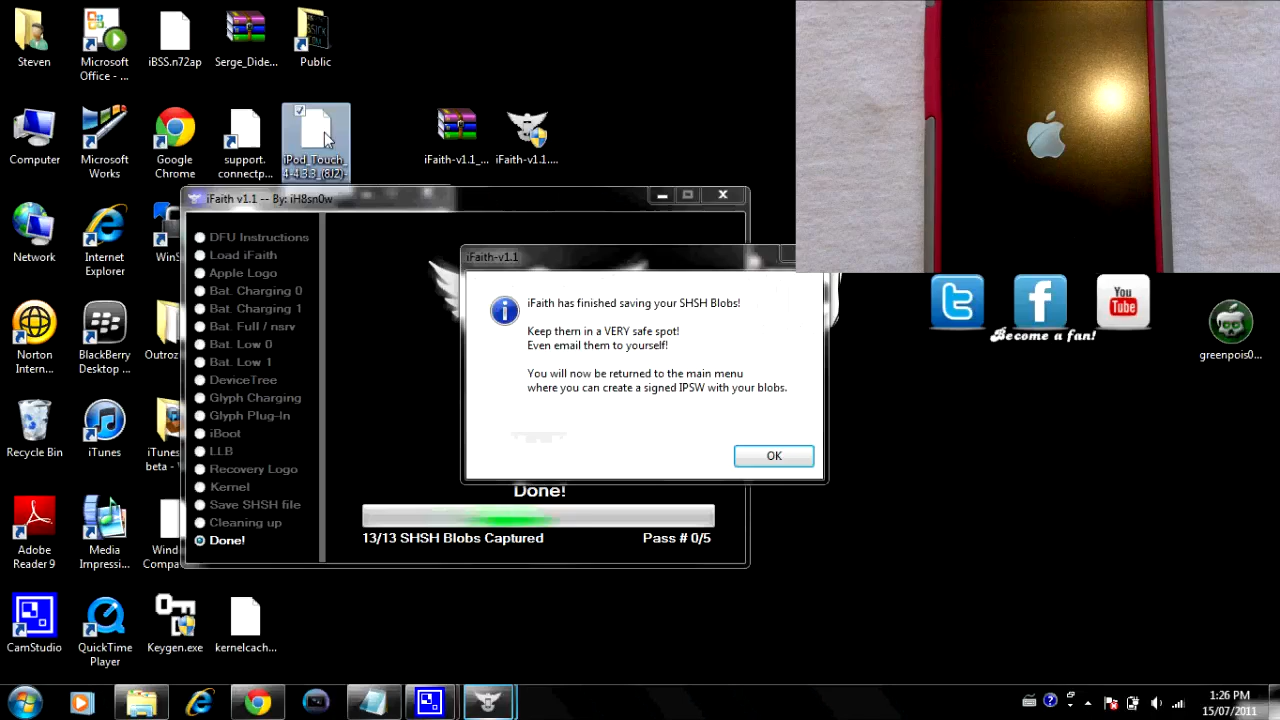 Steven
Microsoft
Office - ...
iBSS.n72ap
Serge_Dide...
Public
Computer
Microsoft
Works
Google
Chrome
support.
connectp...
iPod_Touch_
4-4.3.3_(8J2)-
iFaith-v1.1_...
iFaith-v1.1....
Network
Internet
Explorer
WinS
Norton
Intern...
BlackBerry
Desktop ...
Outroz
Recycle Bin
iTunes
iTunes
beta - V
Adobe
Reader 9
Media
Impressi...
Wind
Compa
CamStudio
QuickTime
Player
Keygen.exe
kernelcach...
iFaith v1.1 -- By: iH8sn0w
DFU Instructions
Load iFaith
Apple Logo
Bat. Charging 0
Bat. Charging 1
Bat. Full / nsrv
Bat. Low 0
Bat. Low 1
DeviceTree
Glyph Charging
Glyph Plug-In
iBoot
LLB
Recovery Logo
Kernel
Save SHSH file
Cleaning up
Done!
iFaith-v1.1
iFaith has finished saving your SHSH Blobs!
Keep them in a VERY safe spot!
Even email them to yourself!
You will now be returned to the main menu
where you can create a signed IPSW with your blobs.
OK
Done!
13/13 SHSH Blobs Captured
Pass # 0/5
You
Tube
Become a fan!
greenpois0...
1:26 PM
15/07/2011